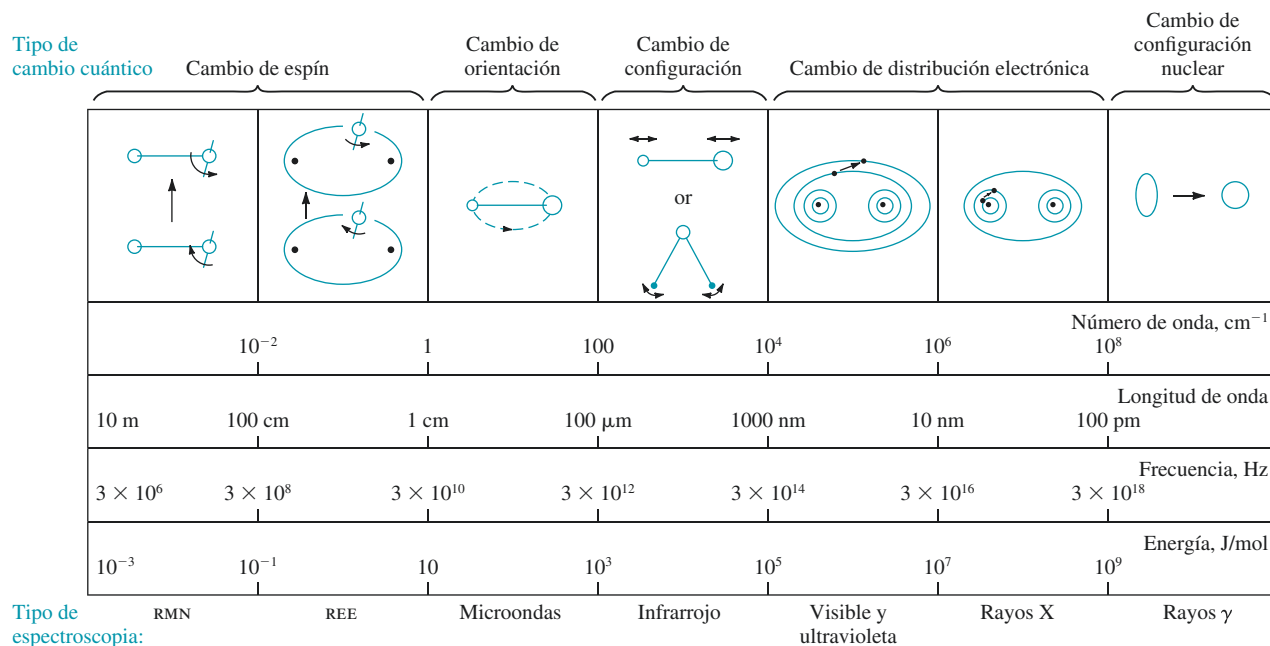 Tipo de
cambio cuántico
Cambio de espín
Cambio de
orientación
Cambio de
configuración
Cambio de distribución electrónica
Cambio de
configuración
nuclear
or
Número de onda, cm⁻¹
10⁻² 1 100 10⁴ 10⁶ 10⁸
Longitud de onda
10 m 100 cm 1 cm 100 μm 1000 nm 10 nm 100 pm
Frecuencia, Hz
3 × 10⁶ 3 × 10⁸ 3 × 10¹⁰ 3 × 10¹² 3 × 10¹⁴ 3 × 10¹⁶ 3 × 10¹⁸
Energía, J/mol
10⁻³ 10⁻¹ 10 10³ 10⁵ 10⁷ 10⁹
Tipo de
espectroscopia:
RMN
REE
Microondas
Infrarrojo
Visible y
ultravioleta
Rayos X
Rayos γ